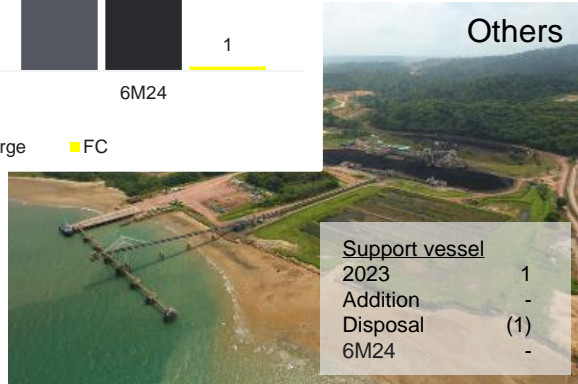 Others
1
6M24
rge FC
Support vessel
2023 1
Addition -
Disposal (1)
6M24 -